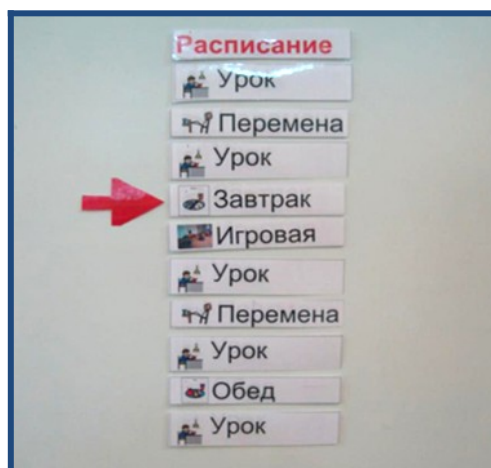 Расписание
Урок
Перемена
Урок
Завтрак
Игровая
Урок
Перемена
Урок
Обед
Урок